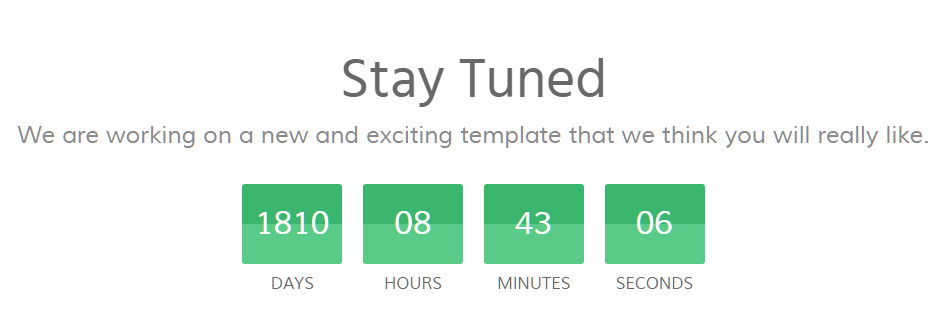 Stay Tuned
We are working on a new and exciting template that we think you will really like.
1810 08 43 06
DAYS HOURS MINUTES SECONDS